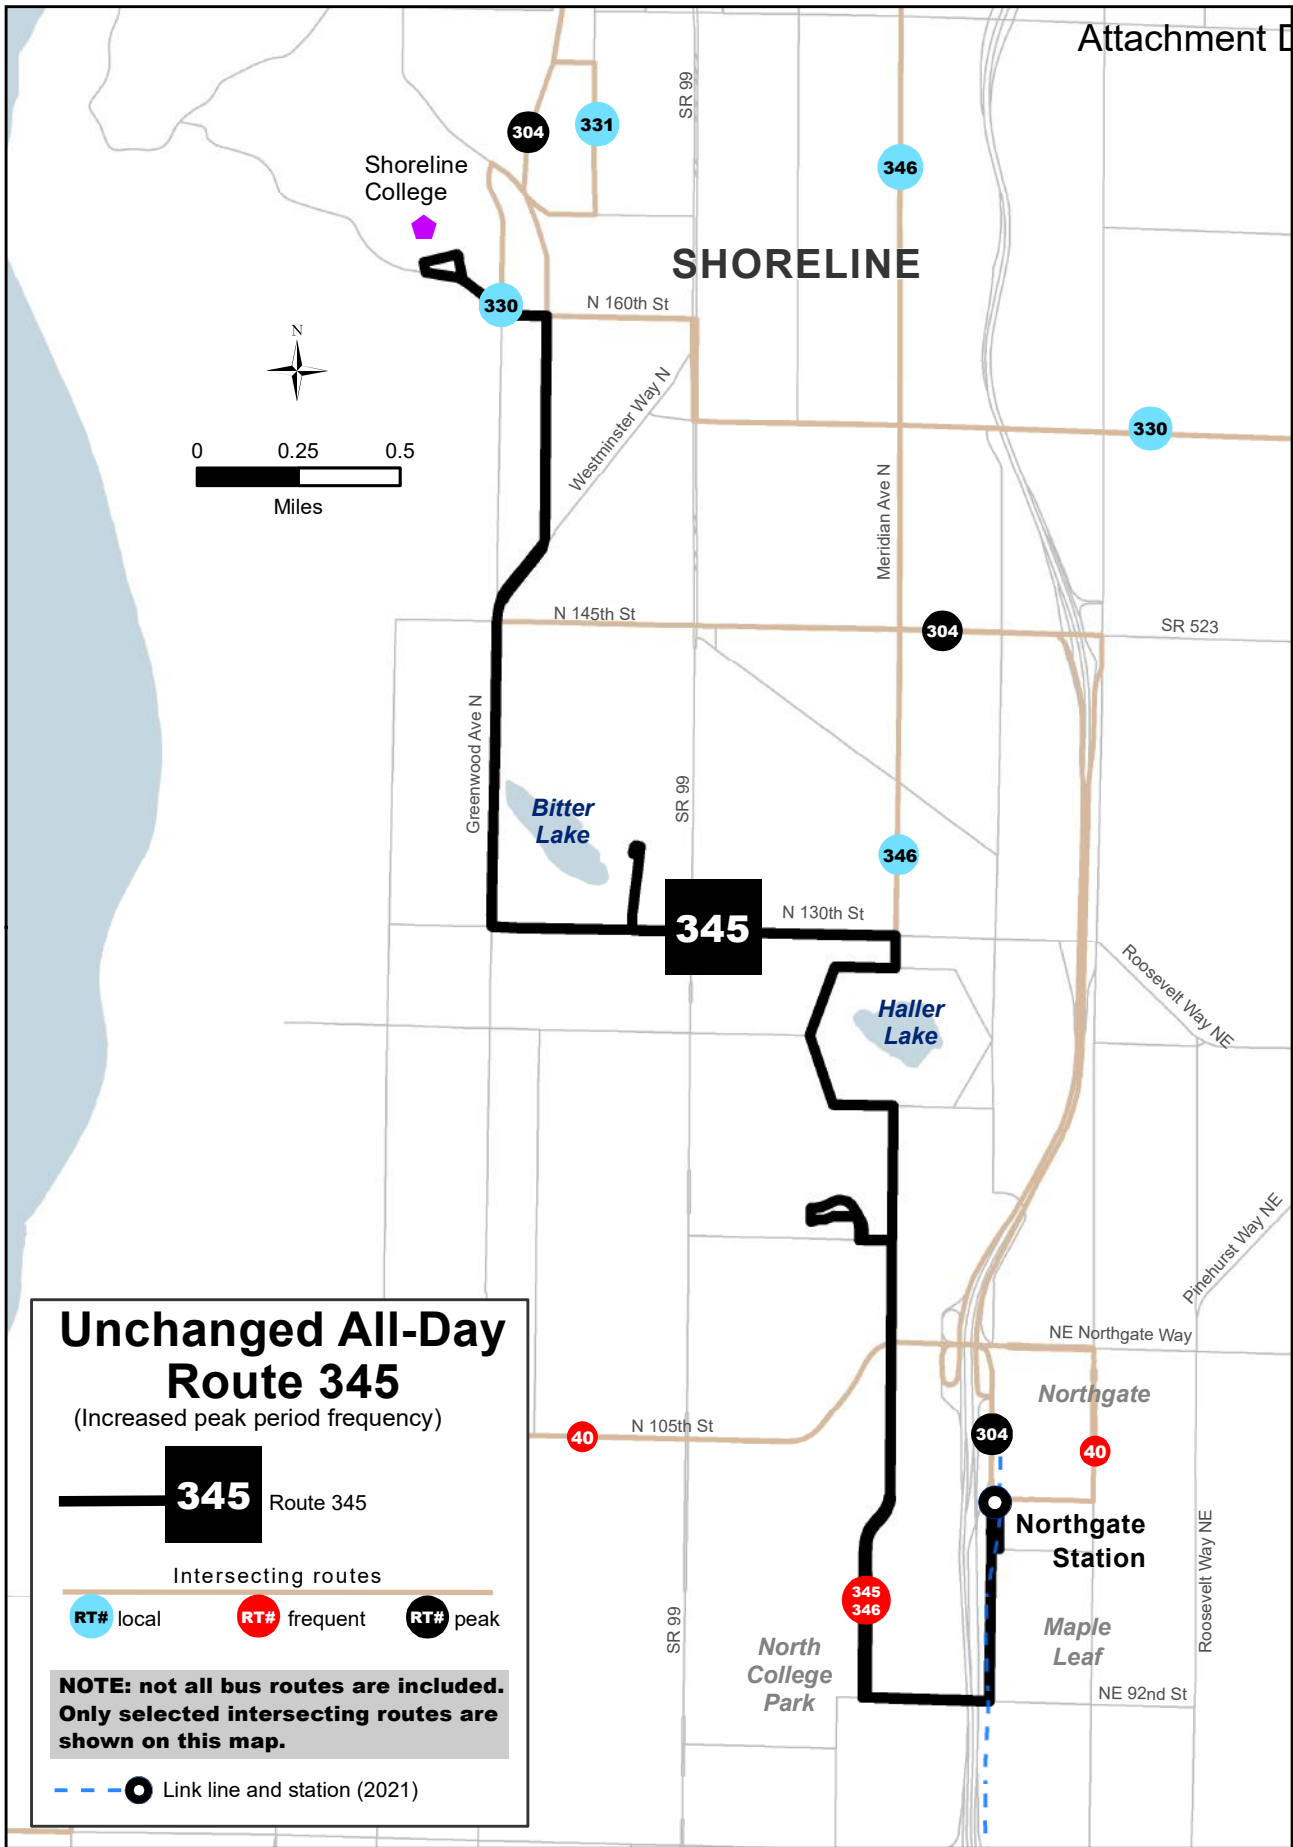 Attachment D
SR 99
304
331
346
Shoreline
College
SHORELINE
330
N 160th St
N
Westminster Way N
330
0 0.25 0.5
Miles
Meridian Ave N
N 145th St
304
SR 523
Greenwood Ave N
SR 99
Bitter
Lake
346
345
N 130th St
Roosevelt Way NE
Haller
Lake
Pinehurst Way NE
NE Northgate Way
Northgate
N 105th St
40
304
40
Northgate
Station
Roosevelt Way NE
345
346
SR 99
Maple
Leaf
North
College
Park
NE 92nd St
Unchanged All-Day
Route 345
(Increased peak period frequency)
345 Route 345
Intersecting routes
RT# local RT# frequent RT# peak
NOTE: not all bus routes are included.
Only selected intersecting routes are
shown on this map.
Link line and station (2021)